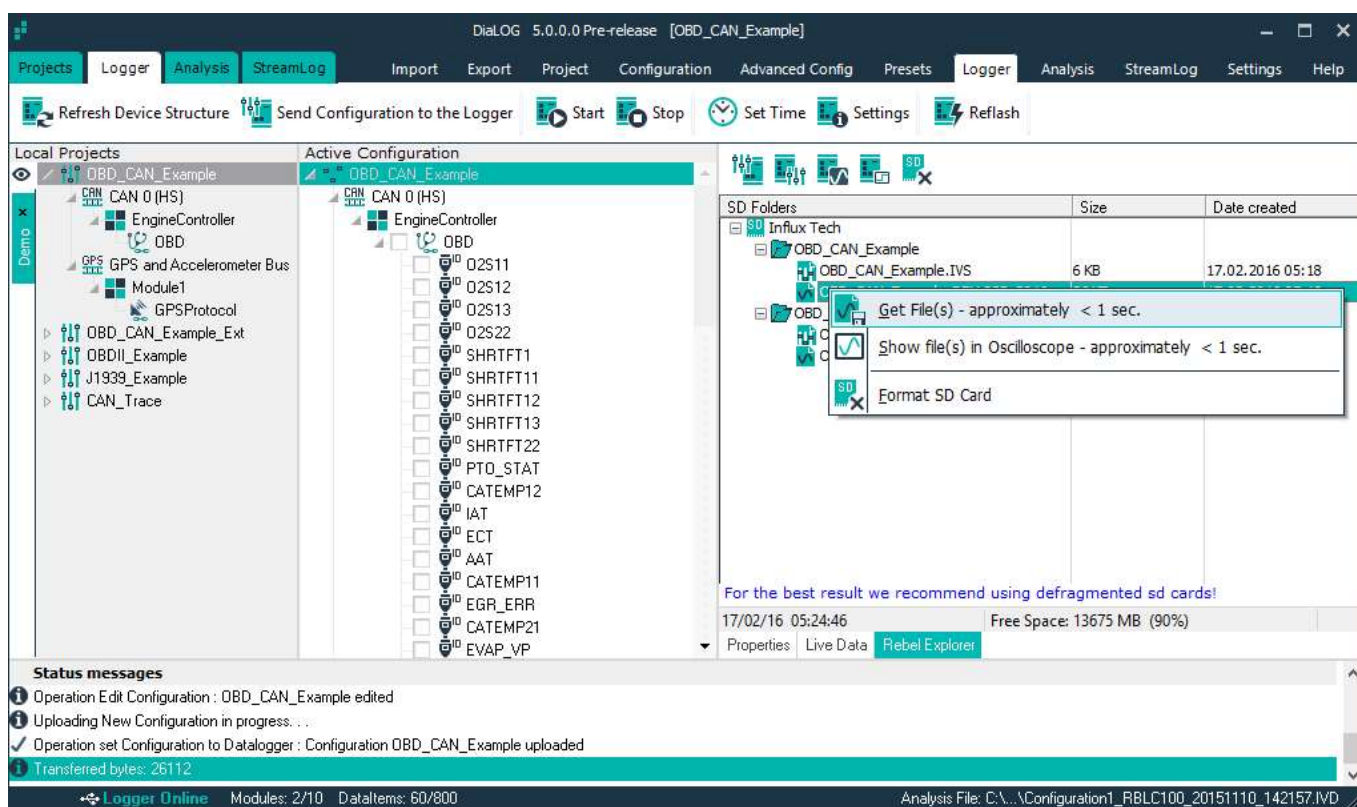 DiaLOG 5.0.0.0 Pre-release [OBD_CAN_Example]
Projects Logger Analysis StreamLog Import Export Project Configuration Advanced Config Presets Logger Analysis StreamLog Settings Help
Refresh Device Structure Send Configuration to the Logger Start Stop Set Time Settings Reflash
Local Projects
OBD_CAN_Example
CAN 0 (HS)
EngineController
OBD
GPS and Accelerometer Bus
Module1
GPSProtocol
OBD_CAN_Example_Ext
OBDII_Example
J1939_Example
CAN_Trace
Demo
Active Configuration
OBD_CAN_Example
CAN 0 (HS)
EngineController
OBD
O2S11
O2S12
O2S13
O2S22
SHRTFT1
SHRTFT11
SHRTFT12
SHRTFT13
SHRTFT22
PTO_STAT
CATEMP12
IAT
ECT
AAT
CATEMP11
EGR_ERR
CATEMP21
EVAP_VP
SD Folders Size Date created
Influx Tech
OBD_CAN_Example
OBD_CAN_Example.IVS 6 KB 17.02.2016 05:18
OBD_
Get File(s) - approximately < 1 sec.
Show file(s) in Oscilloscope - approximately < 1 sec.
Format SD Card
For the best result we recommend using defragmented sd cards!
17/02/16 05:24:46 Free Space: 13675 MB (90%)
Properties Live Data Rebel Explorer
Status messages
Operation Edit Configuration : OBD_CAN_Example edited
Uploading New Configuration in progress. . .
Operation set Configuration to Datalogger : Configuration OBD_CAN_Example uploaded
Transferred bytes: 26112
Logger Online Modules: 2/10 DataItems: 60/800 Analysis File: C:\...\Configuration1_RBLC100_20151110_142157.IVD